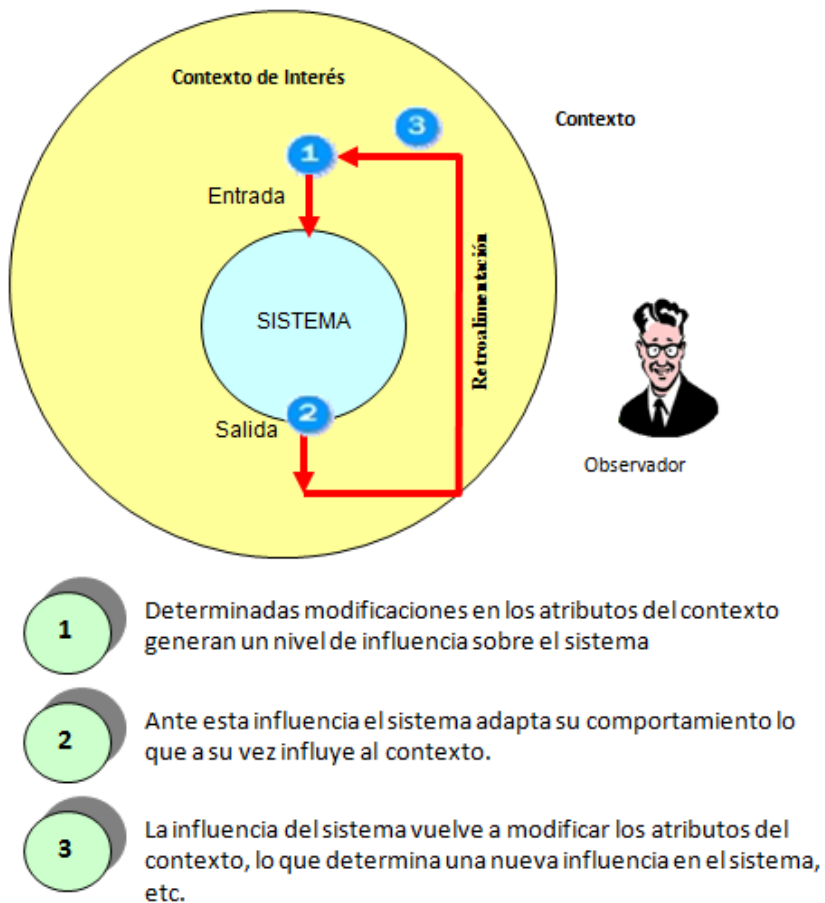 Contexto de Interés
Contexto
3
1
Entrada
Retroalimentación
SISTEMA
2
Salida
Observador
1
Determinadas modificaciones en los atributos del contexto
generan un nivel de influencia sobre el sistema
2
Ante esta influencia el sistema adapta su comportamiento lo
que a su vez influye al contexto.
3
La influencia del sistema vuelve a modificar los atributos del
contexto, lo que determina una nueva influencia en el sistema,
etc.